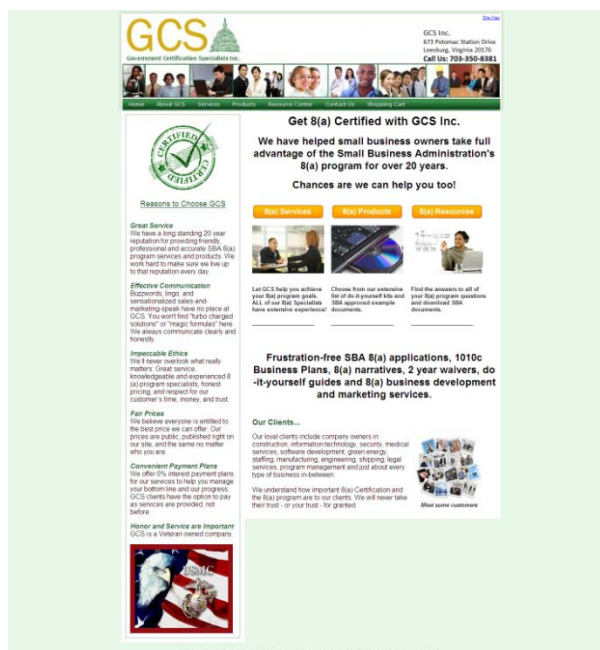 Site Map
GCS
Government Certification Specialists Inc.
GCS Inc.
673 Potomac Station Drive
Leesburg, Virginia 20176
Call Us: 703-350-8381
Home About GCS Services Products Resource Center Contact Us Shopping Cart
CERTIFIED
CERTIFIED
Reasons to Choose GCS
Great Service
We have a long standing 20 year
reputation for providing friendly,
professional and accurate SBA 8(a)
program services and products. We
work hard to make sure we live up
to that reputation every day.
Effective Communication
Buzzwords, lingo, and
sensationalized sales-and-
marketing-speak have no place at
GCS. You won't find "turbo charged
solutions" or "magic formulas" here.
We always communicate clearly and
honestly.
Impeccable Ethics
We'll never overlook what really
matters: Great service,
knowledgeable and experienced 8
(a) program specialists, honest
pricing, and respect for our
customer's time, money, and trust.
Fair Prices
We believe everyone is entitled to
the best price we can offer. Our
prices are public, published right on
our site, and the same no matter
who you are.
Convenient Payment Plans
We offer 0% interest payment plans
for our services to help you manage
your bottom line and our progress.
GCS clients have the option to pay
as services are provided, not
before.
Honor and Service are Important
GCS is a Veteran owned company.
USMC
Get 8(a) Certified with GCS Inc.
We have helped small business owners take full
advantage of the Small Business Administration's
8(a) program for over 20 years.
Chances are we can help you too!
8(a) Services 8(a) Products 8(a) Resources
Let GCS help you achieve
your 8(a) program goals.
ALL of our 8(a) Specialists
have extensive experience!
Choose from our extensive
list of do-it-yourself kits and
SBA approved example
documents.
Find the answers to all of
your 8(a) program questions
and download SBA
documents.
Frustration-free SBA 8(a) applications, 1010c
Business Plans, 8(a) narratives, 2 year waivers, do
-it-yourself guides and 8(a) business development
and marketing services.
Our Clients...
Our loyal clients include company owners in
construction, information technology, security, medical
services, software development, green energy,
staffing, manufacturing, engineering, shipping, legal
services, program management and just about every
type of business in-between.
We understand how important 8(a) Certification and
the 8(a) program are to our clients. We will never take
their trust - or your trust - for granted.
Meet some customers